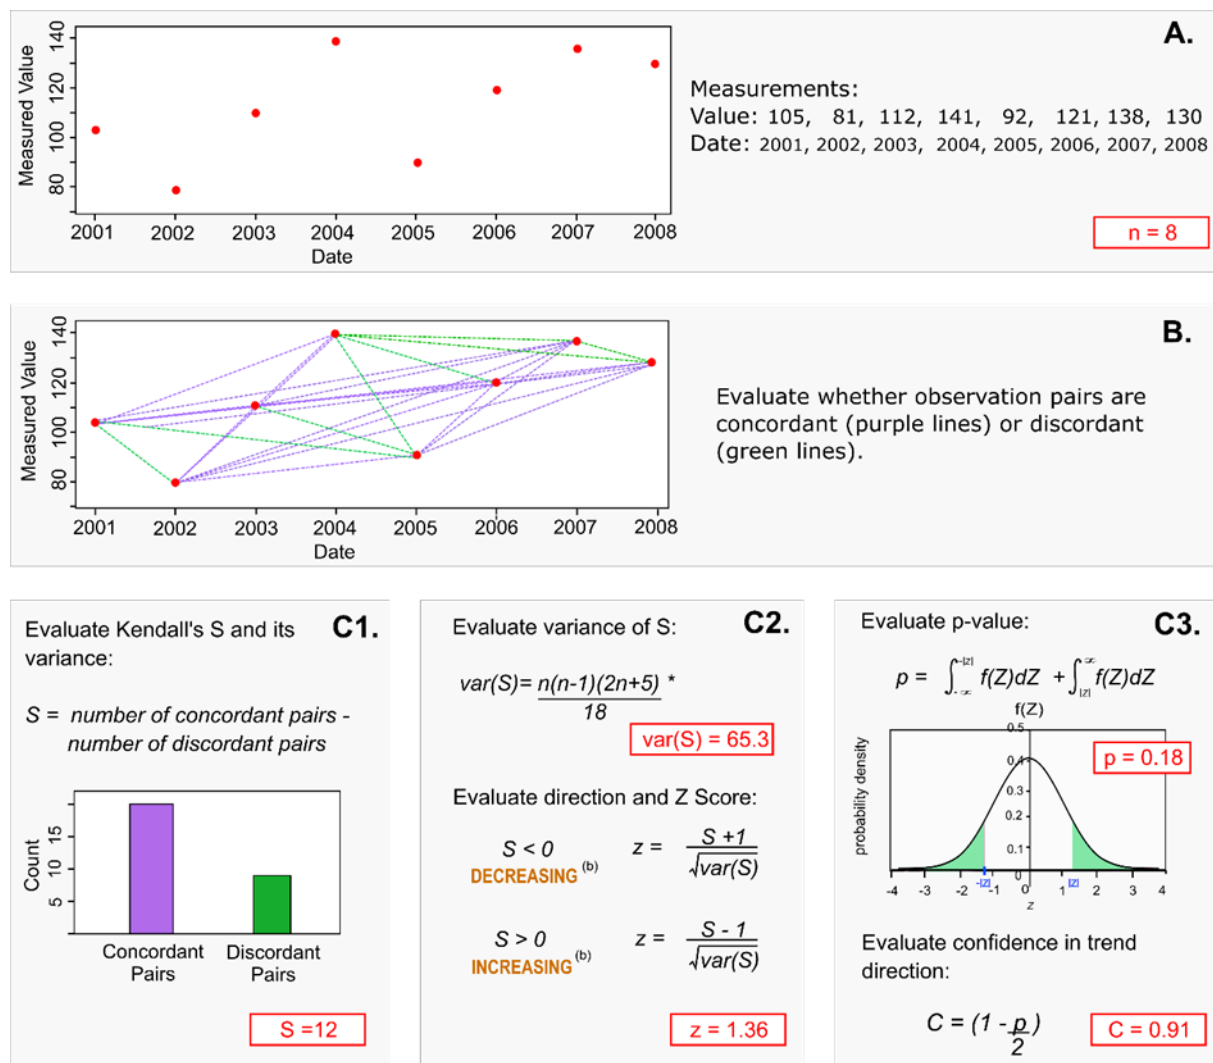 A.
140
120
100
80
Measured Value
2001 2002 2003 2004 2005 2006 2007 2008
Date
Measurements:
Value: 105, 81, 112, 141, 92, 121, 138, 130
Date: 2001, 2002, 2003, 2004, 2005, 2006, 2007, 2008
n = 8
B.
140
120
100
80
Measured Value
2001 2002 2003 2004 2005 2006 2007 2008
Date
Evaluate whether observation pairs are
concordant (purple lines) or discordant
(green lines).
C1.
Evaluate Kendall's S and its
variance:
S = number of concordant pairs -
number of discordant pairs
15
10
5
Count
Concordant Discordant
Pairs Pairs
S =12
C2.
Evaluate variance of S:
var(S)= n(n-1)(2n+5) *
18
var(S) = 65.3
Evaluate direction and Z Score:
S < 0 z = S +1
DECREASING (b) √var(S)
S > 0 z = S - 1
INCREASING (b) √var(S)
z = 1.36
C3.
Evaluate p-value:
p = ∫ -|z| -∞ f(Z)dZ + ∫ ∞ |z| f(Z)dZ
f(Z)
0.5
0.4
0.3
0.2
0.1
0
probability density
p = 0.18
-4 -3 -2 -|Z| -1 0 1 |Z| 2 3 4
z
Evaluate confidence in trend
direction:
C = (1 - p )
2
C = 0.91